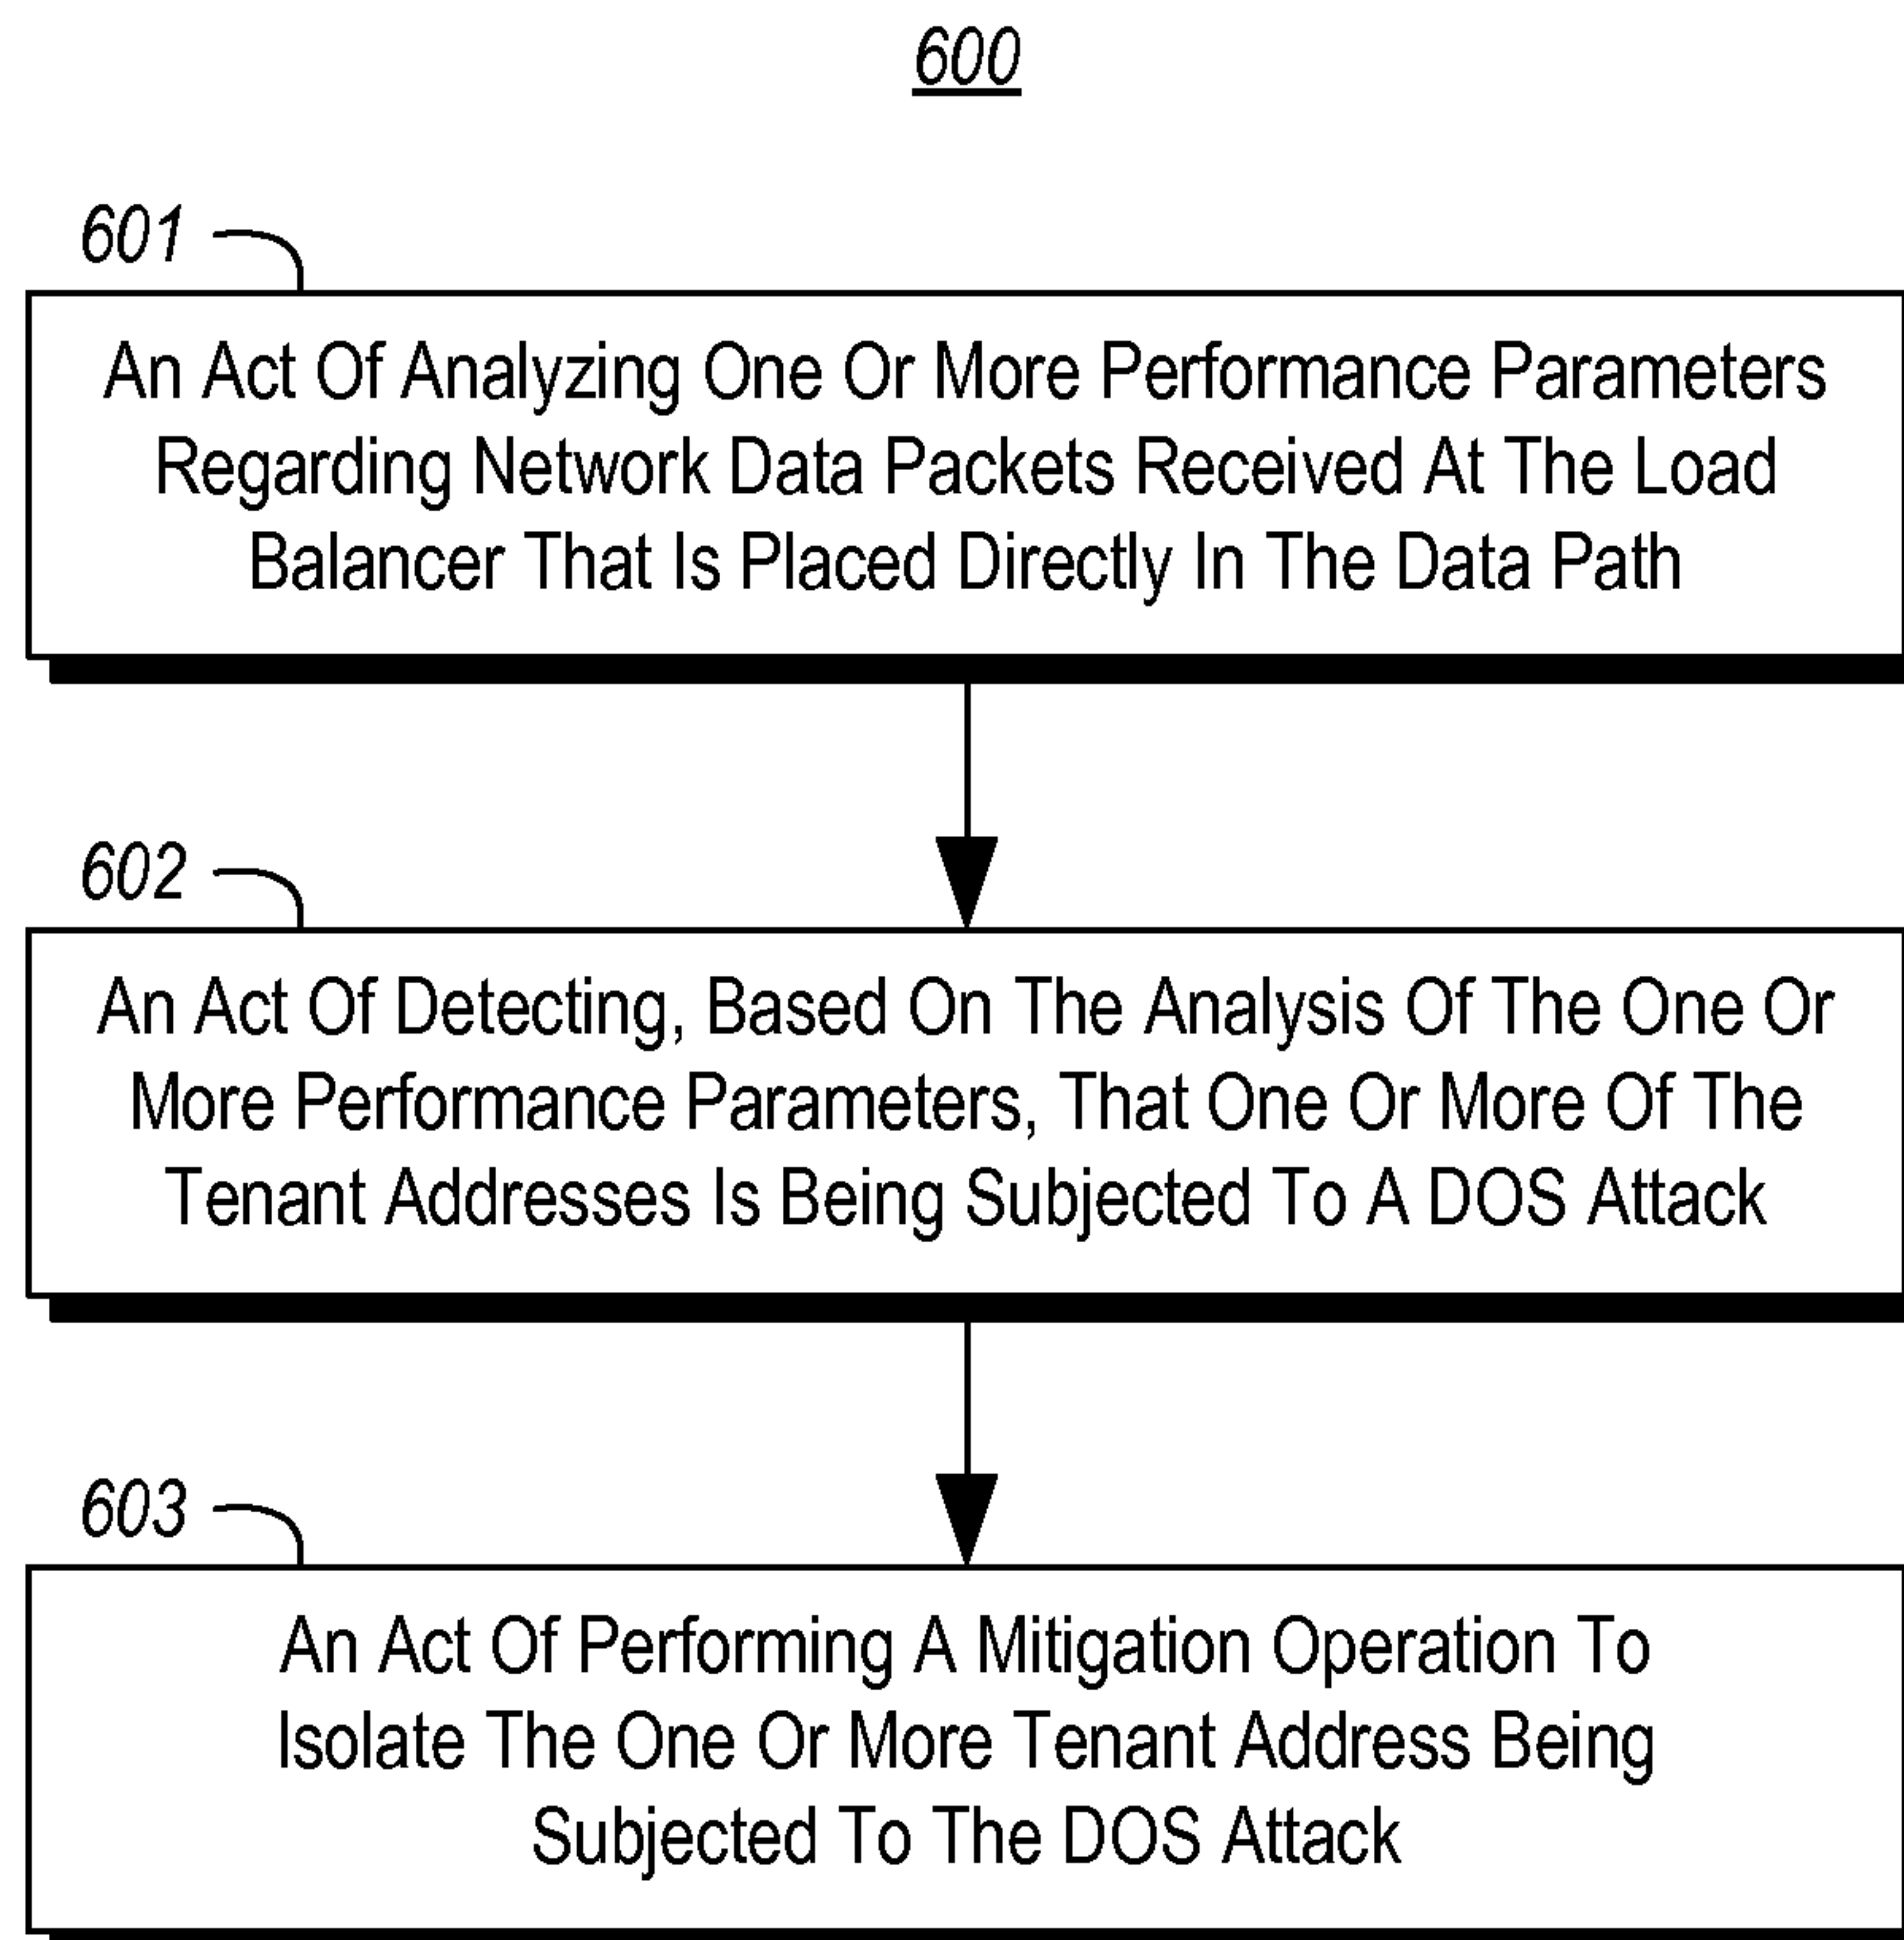 600
601
An Act Of Analyzing One Or More Performance Parameters
Regarding Network Data Packets Received At The Load
Balancer That Is Placed Directly In The Data Path
602
An Act Of Detecting, Based On The Analysis Of The One Or
More Performance Parameters, That One Or More Of The
Tenant Addresses Is Being Subjected To A DOS Attack
603
An Act Of Performing A Mitigation Operation To
Isolate The One Or More Tenant Address Being
Subjected To The DOS Attack